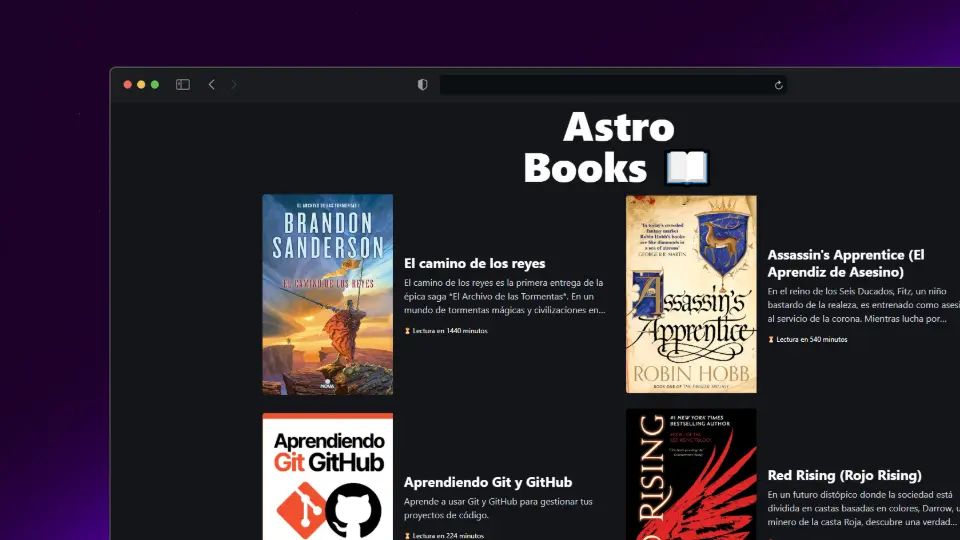 Astro
Books
EL ARCHIVO DE LAS TORMENTAS I
BRANDON
SANDERSON
EL CAMINO DE LOS REYES
NOVA
El camino de los reyes
El camino de los reyes es la primera entrega de la
épica saga *El Archivo de las Tormentas*. En un
mundo de tormentas mágicas y civilizaciones en...
Lectura en 1440 minutos
'In today's crowded
fantasy market
Robin Hobb's books
are like diamonds in
a sea of zircons'
GEORGE R.R. MARTIN
Assassin's
Apprentice
ROBIN HOBB
BOOK ONE OF THE FARSEER TRILOGY
Assassin's Apprentice (El
Aprendiz de Asesino)
En el reino de los Seis Ducados, Fitz, un niño
bastardo de la realeza, es entrenado como asesi
al servicio de la corona. Mientras lucha por...
Lectura en 540 minutos
Aprendiendo
Git GitHub
Aprendiendo Git y GitHub
Aprende a usar Git y GitHub para gestionar tus
proyectos de código.
Lectura en 224 minutos
#1 NEW YORK TIMES
BESTSELLING AUTHOR
RISING
Red Rising (Rojo Rising)
En un futuro distópico donde la sociedad está
dividida en castas basadas en colores, Darrow, u
minero de la casta Roja, descubre una verdad...